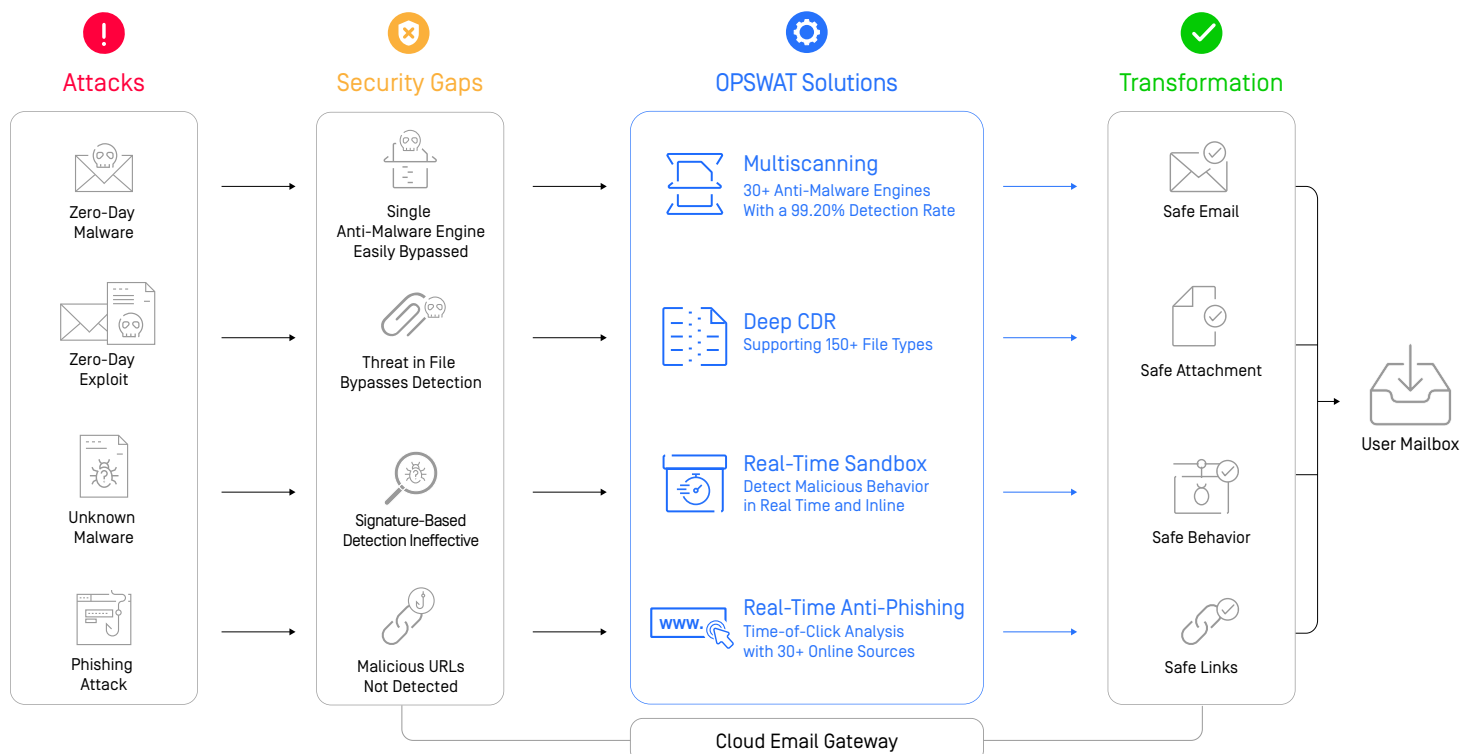 Attacks
Security Gaps
OPSWAT Solutions
Transformation
Zero-Day
Malware
Single
Anti-Malware Engine
Easily Bypassed
Multiscanning
30+ Anti-Malware Engines
With a 99.20% Detection Rate
Safe Email
Zero-Day
Exploit
Threat in File
Bypasses Detection
Deep CDR
Supporting 150+ File Types
Safe Attachment
User Mailbox
Unknown
Malware
Signature-Based
Detection Ineffective
Real-Time Sandbox
Detect Malicious Behavior
in Real Time and Inline
Safe Behavior
Phishing
Attack
Malicious URLs
Not Detected
www.
Real-Time Anti-Phishing
Time-of-Click Analysis
with 30+ Online Sources
Safe Links
Cloud Email Gateway